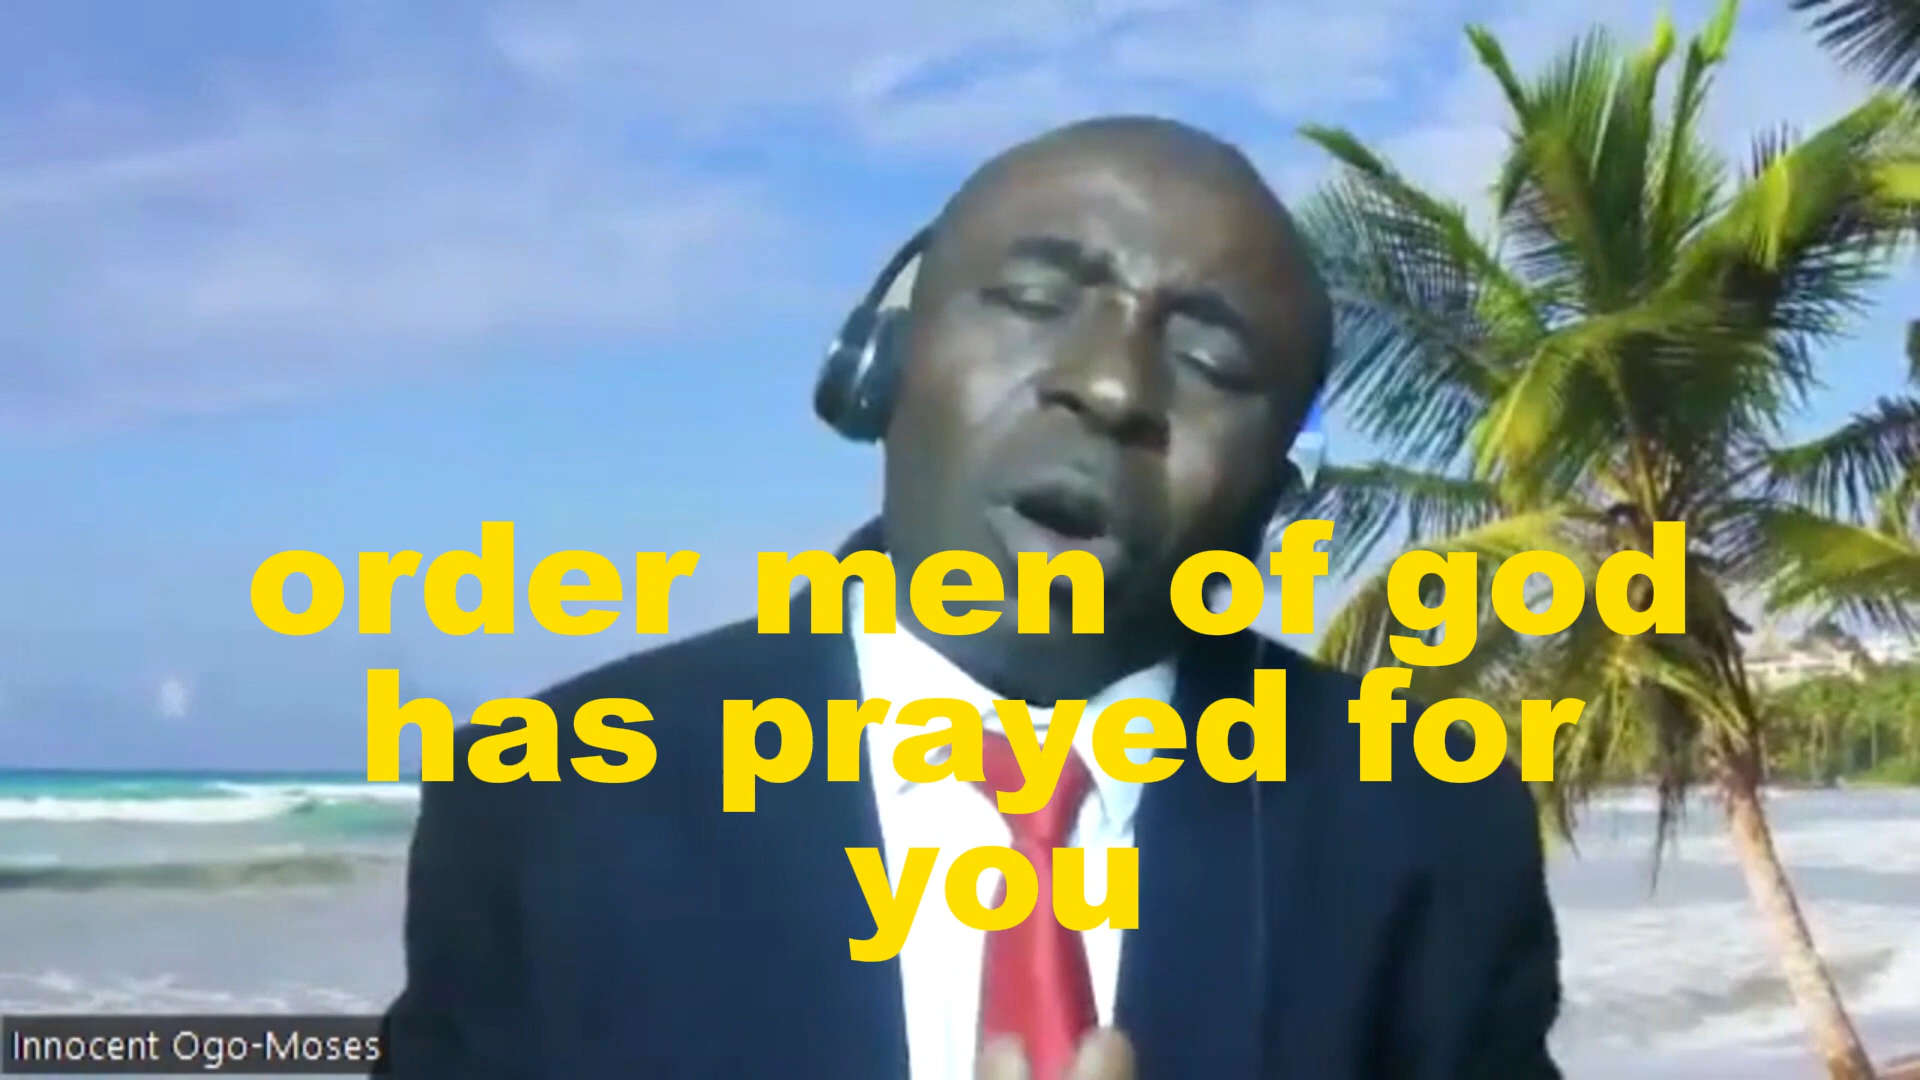 order men of god
has prayed for
you
Innocent Ogo-Moses